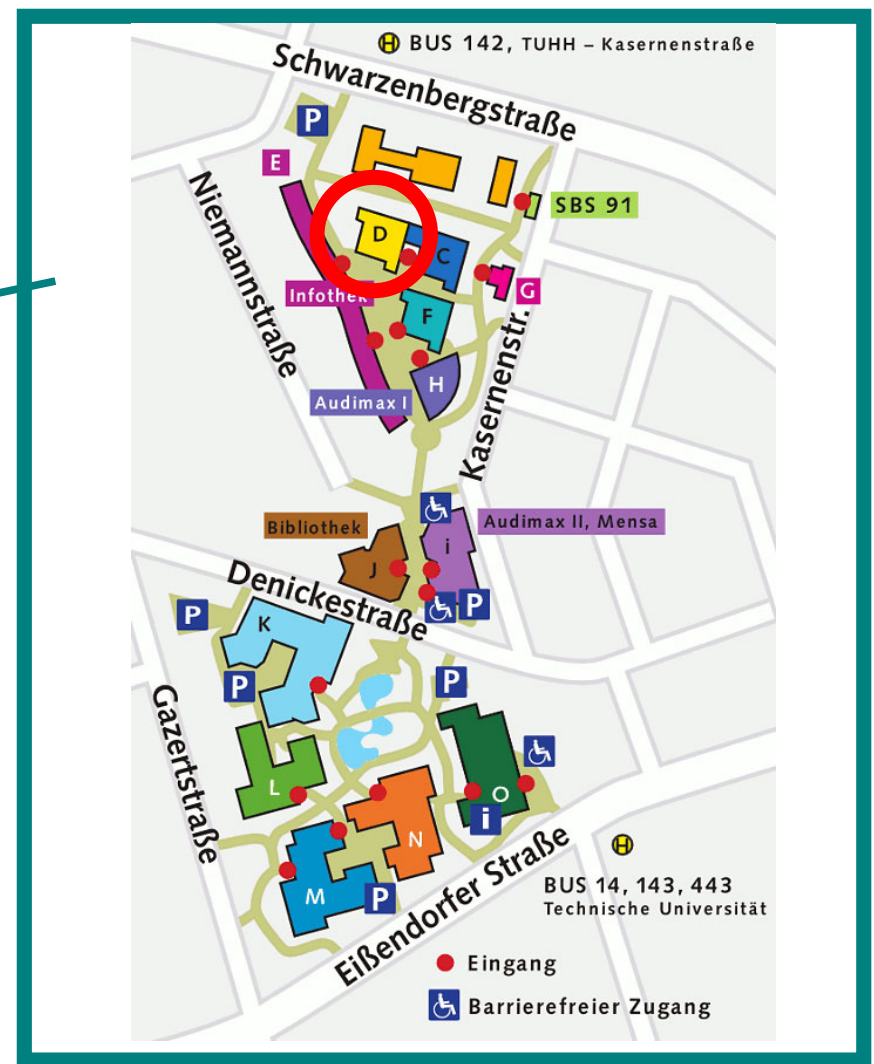 H BUS 142, TUHH – Kasernenstraße
Schwarzenbergstraße
P
E
Niemannstraße
SBS 91
D
C
G
Infothek
F
H
Audimax I
Kasernenstr.
Bibliothek
Audimax II, Mensa
i
J
P
Denickestraße
P
K
P
P
Gazertstraße
L
O
i
N
M
P
Eißendorfer Straße
H
BUS 14, 143, 443
Technische Universität
Eingang
Barrierefreier Zugang